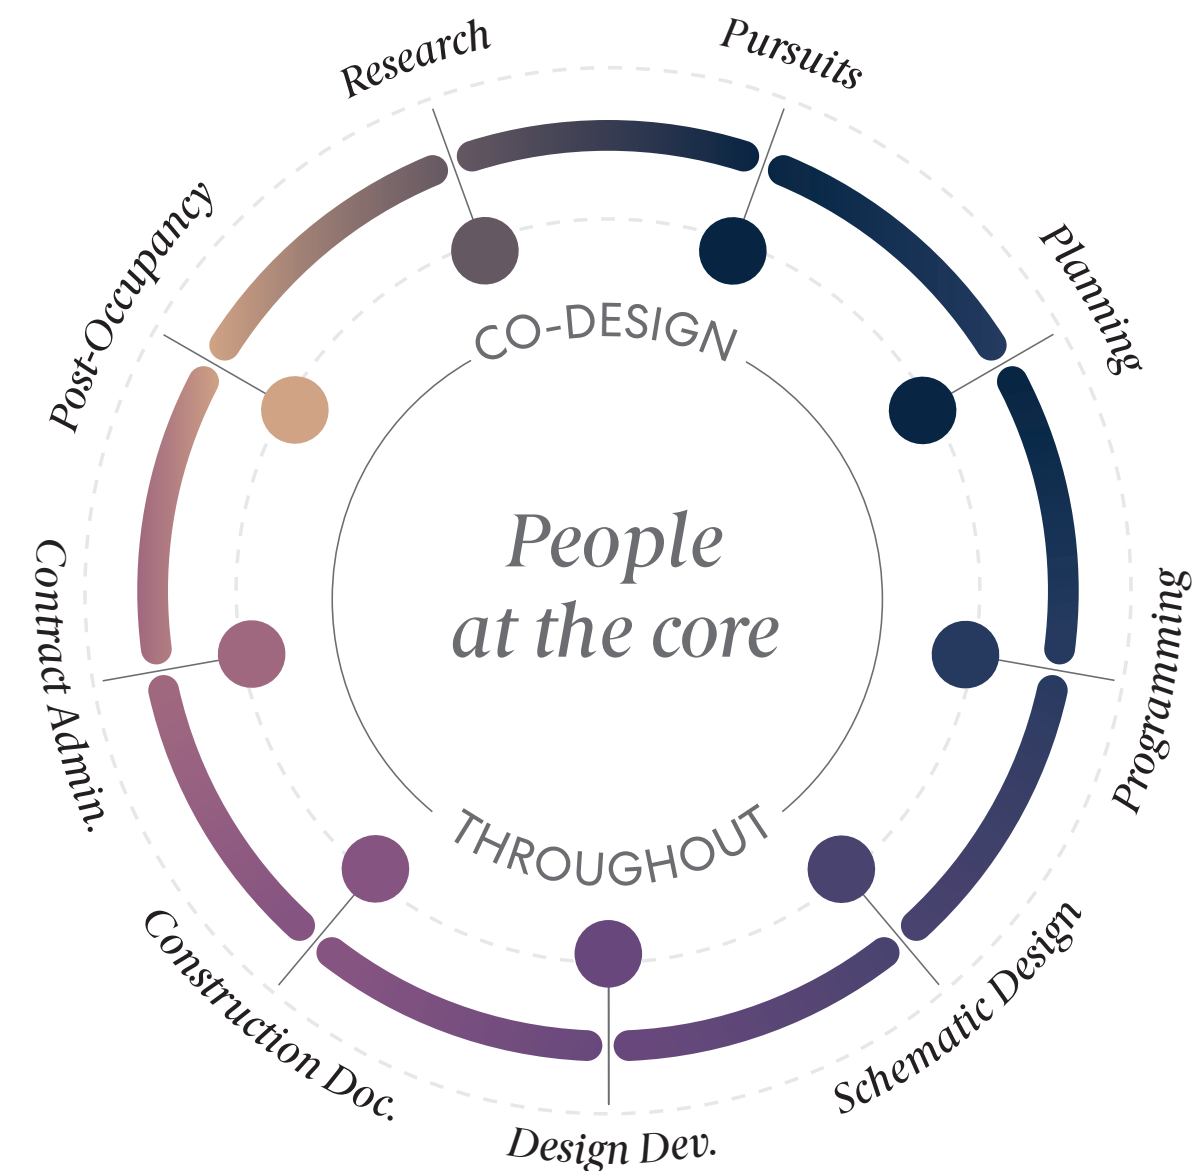 Research
Pursuits
Planning
Programming
Schematic Design
Design Dev.
Construction Doc.
Contract Admin.
Post-Occupancy
CO-DESIGN
People
at the core
THROUGHOUT